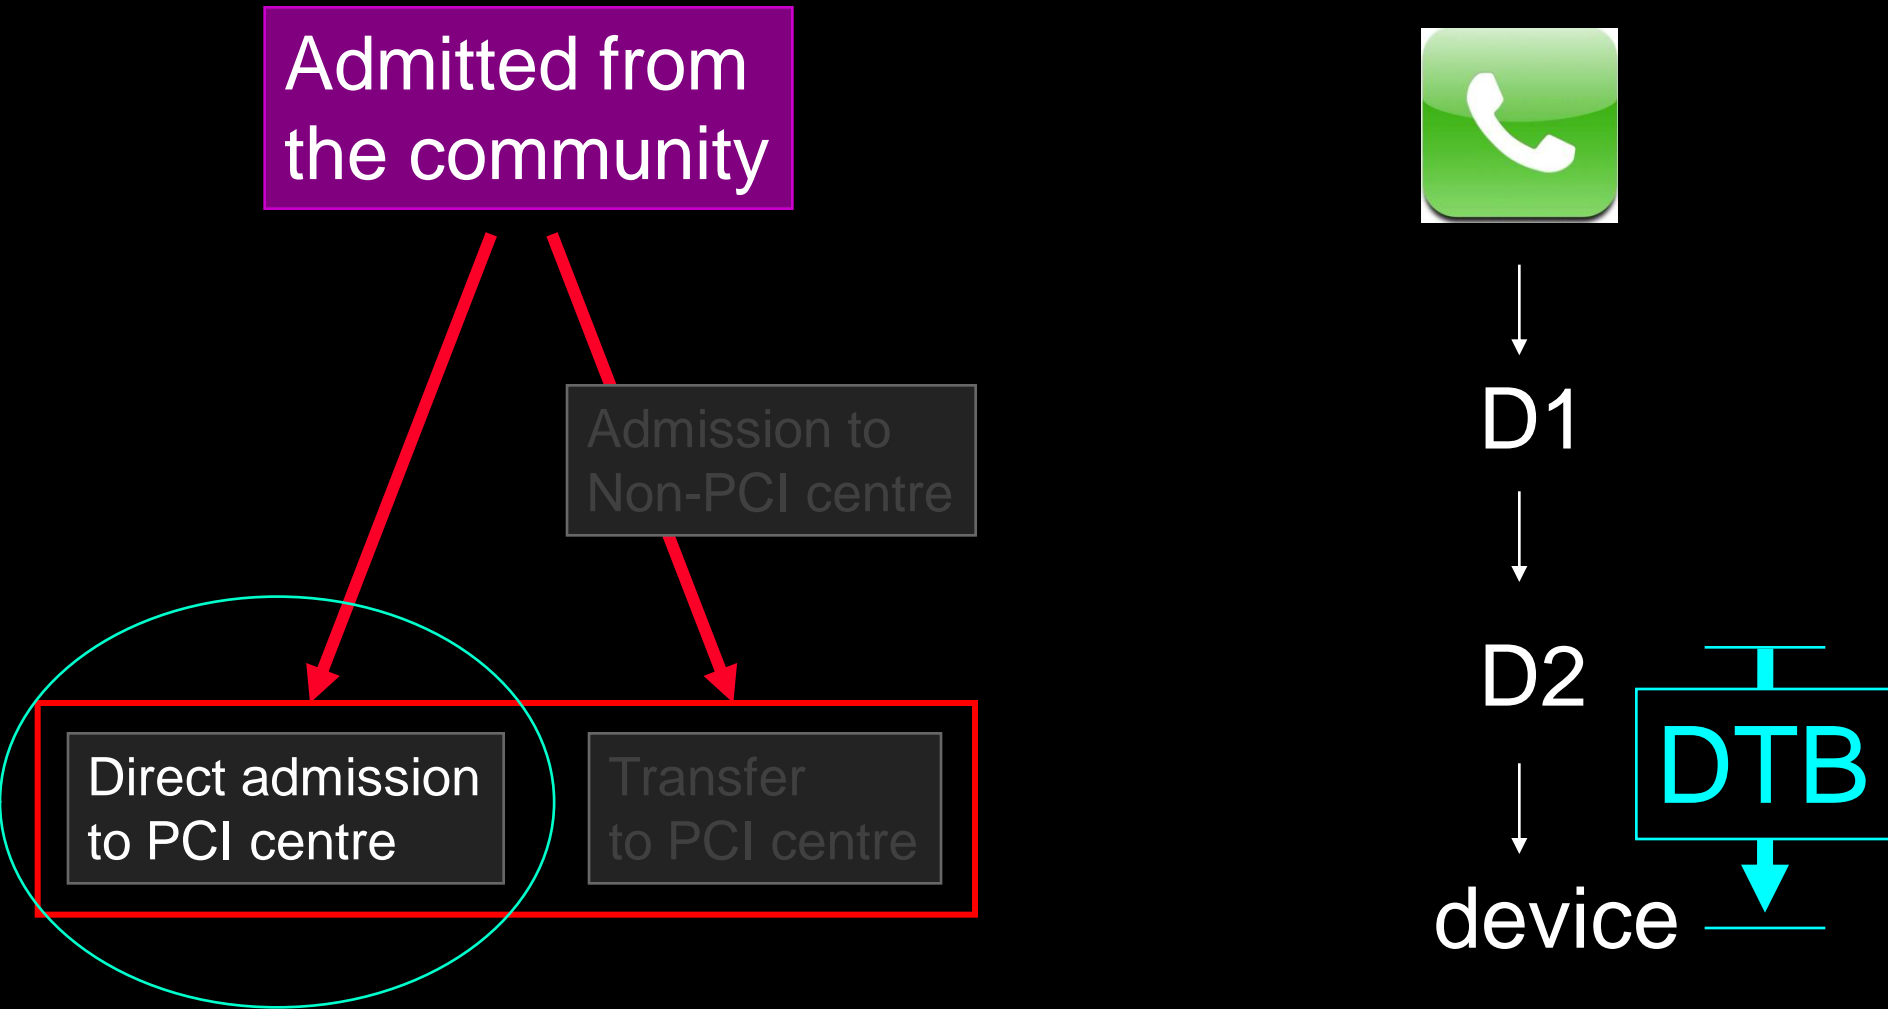 Admitted from
the community
Admission to
Non-PCI centre
Direct admission
to PCI centre
Transfer
to PCI centre
D1
D2
DTB
device